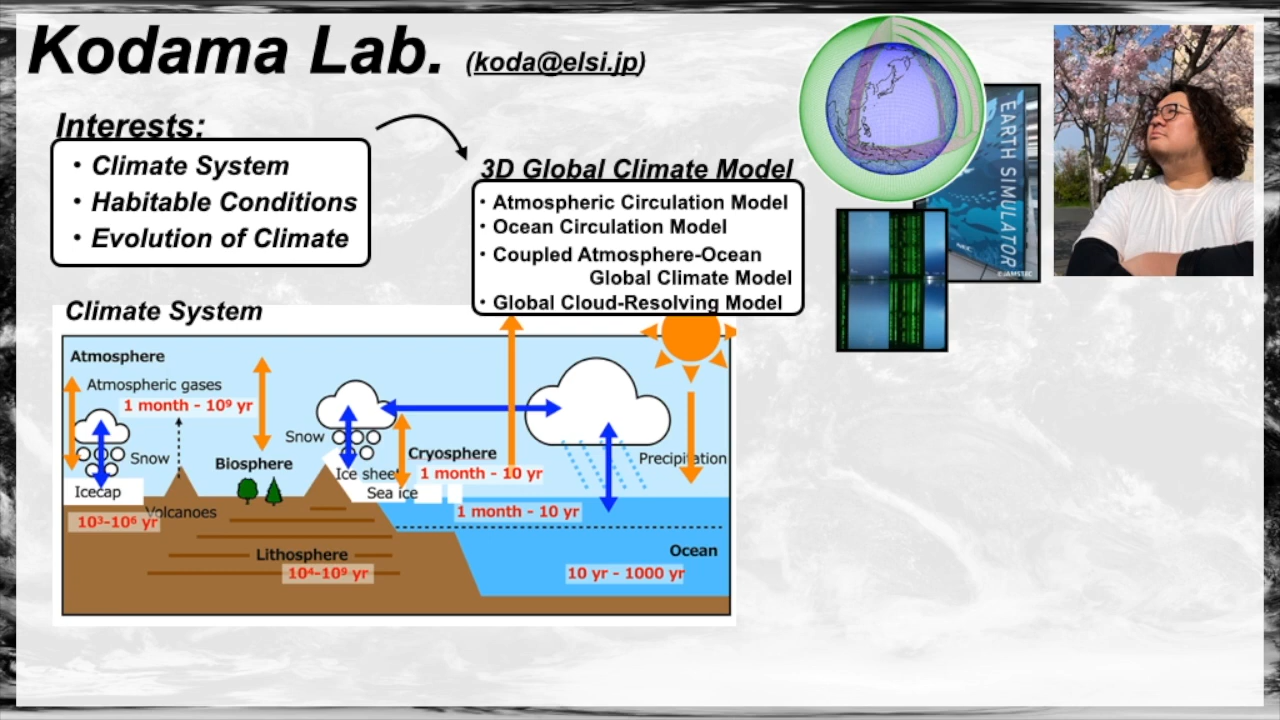 Kodama Lab. (koda@elsi.jp)
Interests:
• Climate System
• Habitable Conditions
• Evolution of Climate
3D Global Climate Model
• Atmospheric Circulation Model
• Ocean Circulation Model
• Coupled Atmosphere-Ocean
Global Climate Model
• Global Cloud-Resolving Model
EARTH SIMULATOR
NEC
JAMSTEC
Climate System
Atmosphere
Atmospheric gases
1 month - 10⁹ yr
Snow
Snow
Biosphere
Cryosphere
1 month - 10 yr
Precipitation
Icecap
Ice sheet
Sea ice
10³-10⁶ yr
Volcanoes
1 month - 10 yr
Lithosphere
10⁴-10⁹ yr
Ocean
10 yr - 1000 yr